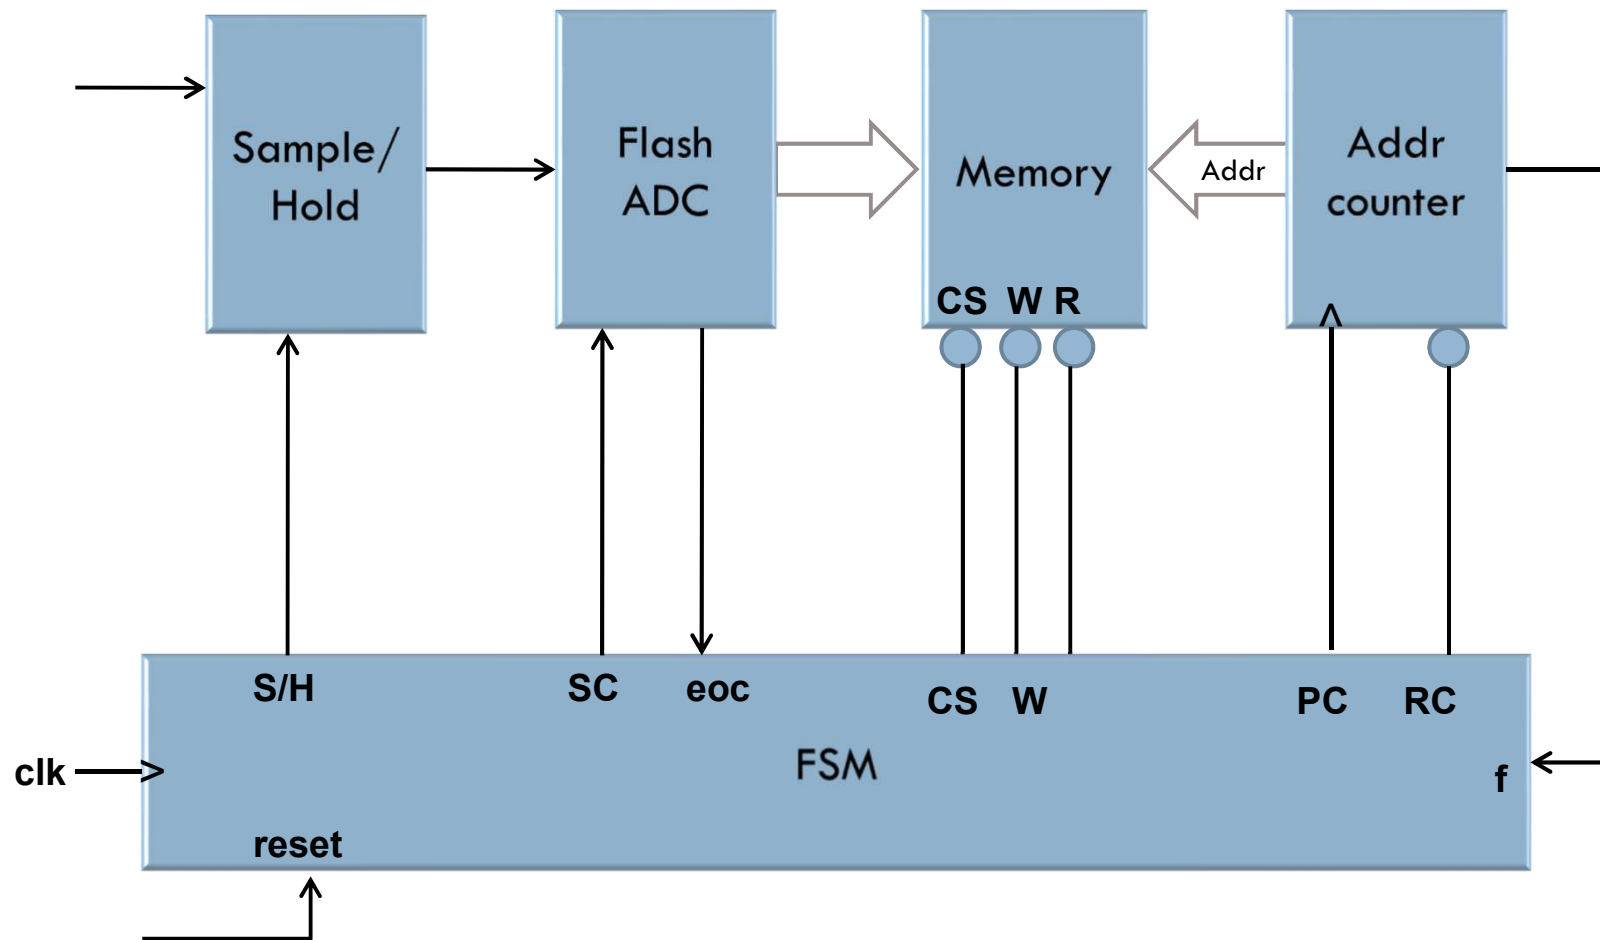 Sample/
Hold
Flash
ADC
Memory
Addr
Addr
counter
CS W R
S/H
SC
eoc
CS
W
PC
RC
clk
FSM
f
reset